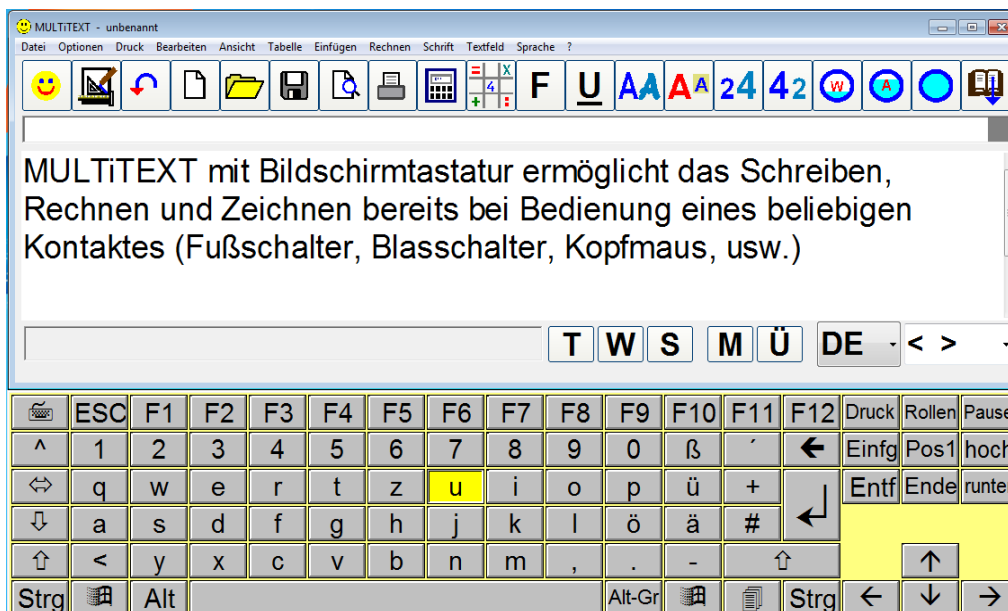 MULTiTEXT - unbenannt
Datei Optionen Druck Bearbeiten Ansicht Tabelle Einfügen Rechnen Schrift Textfeld Sprache ?
= X 4 + : F U AA AA 24 42 W A
MULTiTEXT mit Bildschirmtastatur ermöglicht das Schreiben,
Rechnen und Zeichnen bereits bei Bedienung eines beliebigen
Kontaktes (Fußschalter, Blasschalter, Kopfmaus, usw.)
T W S M Ü DE < >
ESC F1 F2 F3 F4 F5 F6 F7 F8 F9 F10 F11 F12 Druck Rollen Pause
^ 1 2 3 4 5 6 7 8 9 0 ß ´ ← Einfg Pos1 hoch
⇔ q w e r t z u i o p ü + Entf Ende runter
⇩ a s d f g h j k l ö ä # ↵
⇧ < y x c v b n m , . - ⇧ ↑
Strg Alt Alt-Gr Strg ← ↓ →